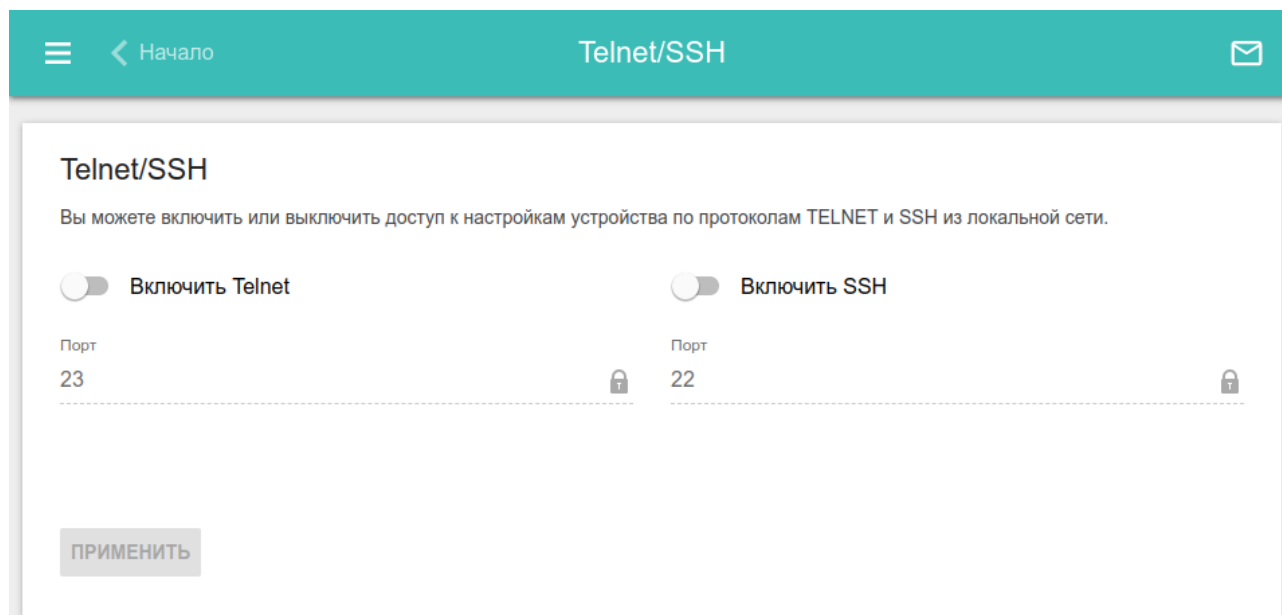 Начало
Telnet/SSH
Telnet/SSH
Вы можете включить или выключить доступ к настройкам устройства по протоколам TELNET и SSH из локальной сети.
Включить Telnet
Включить SSH
Порт
Порт
23
22
ПРИМЕНИТЬ